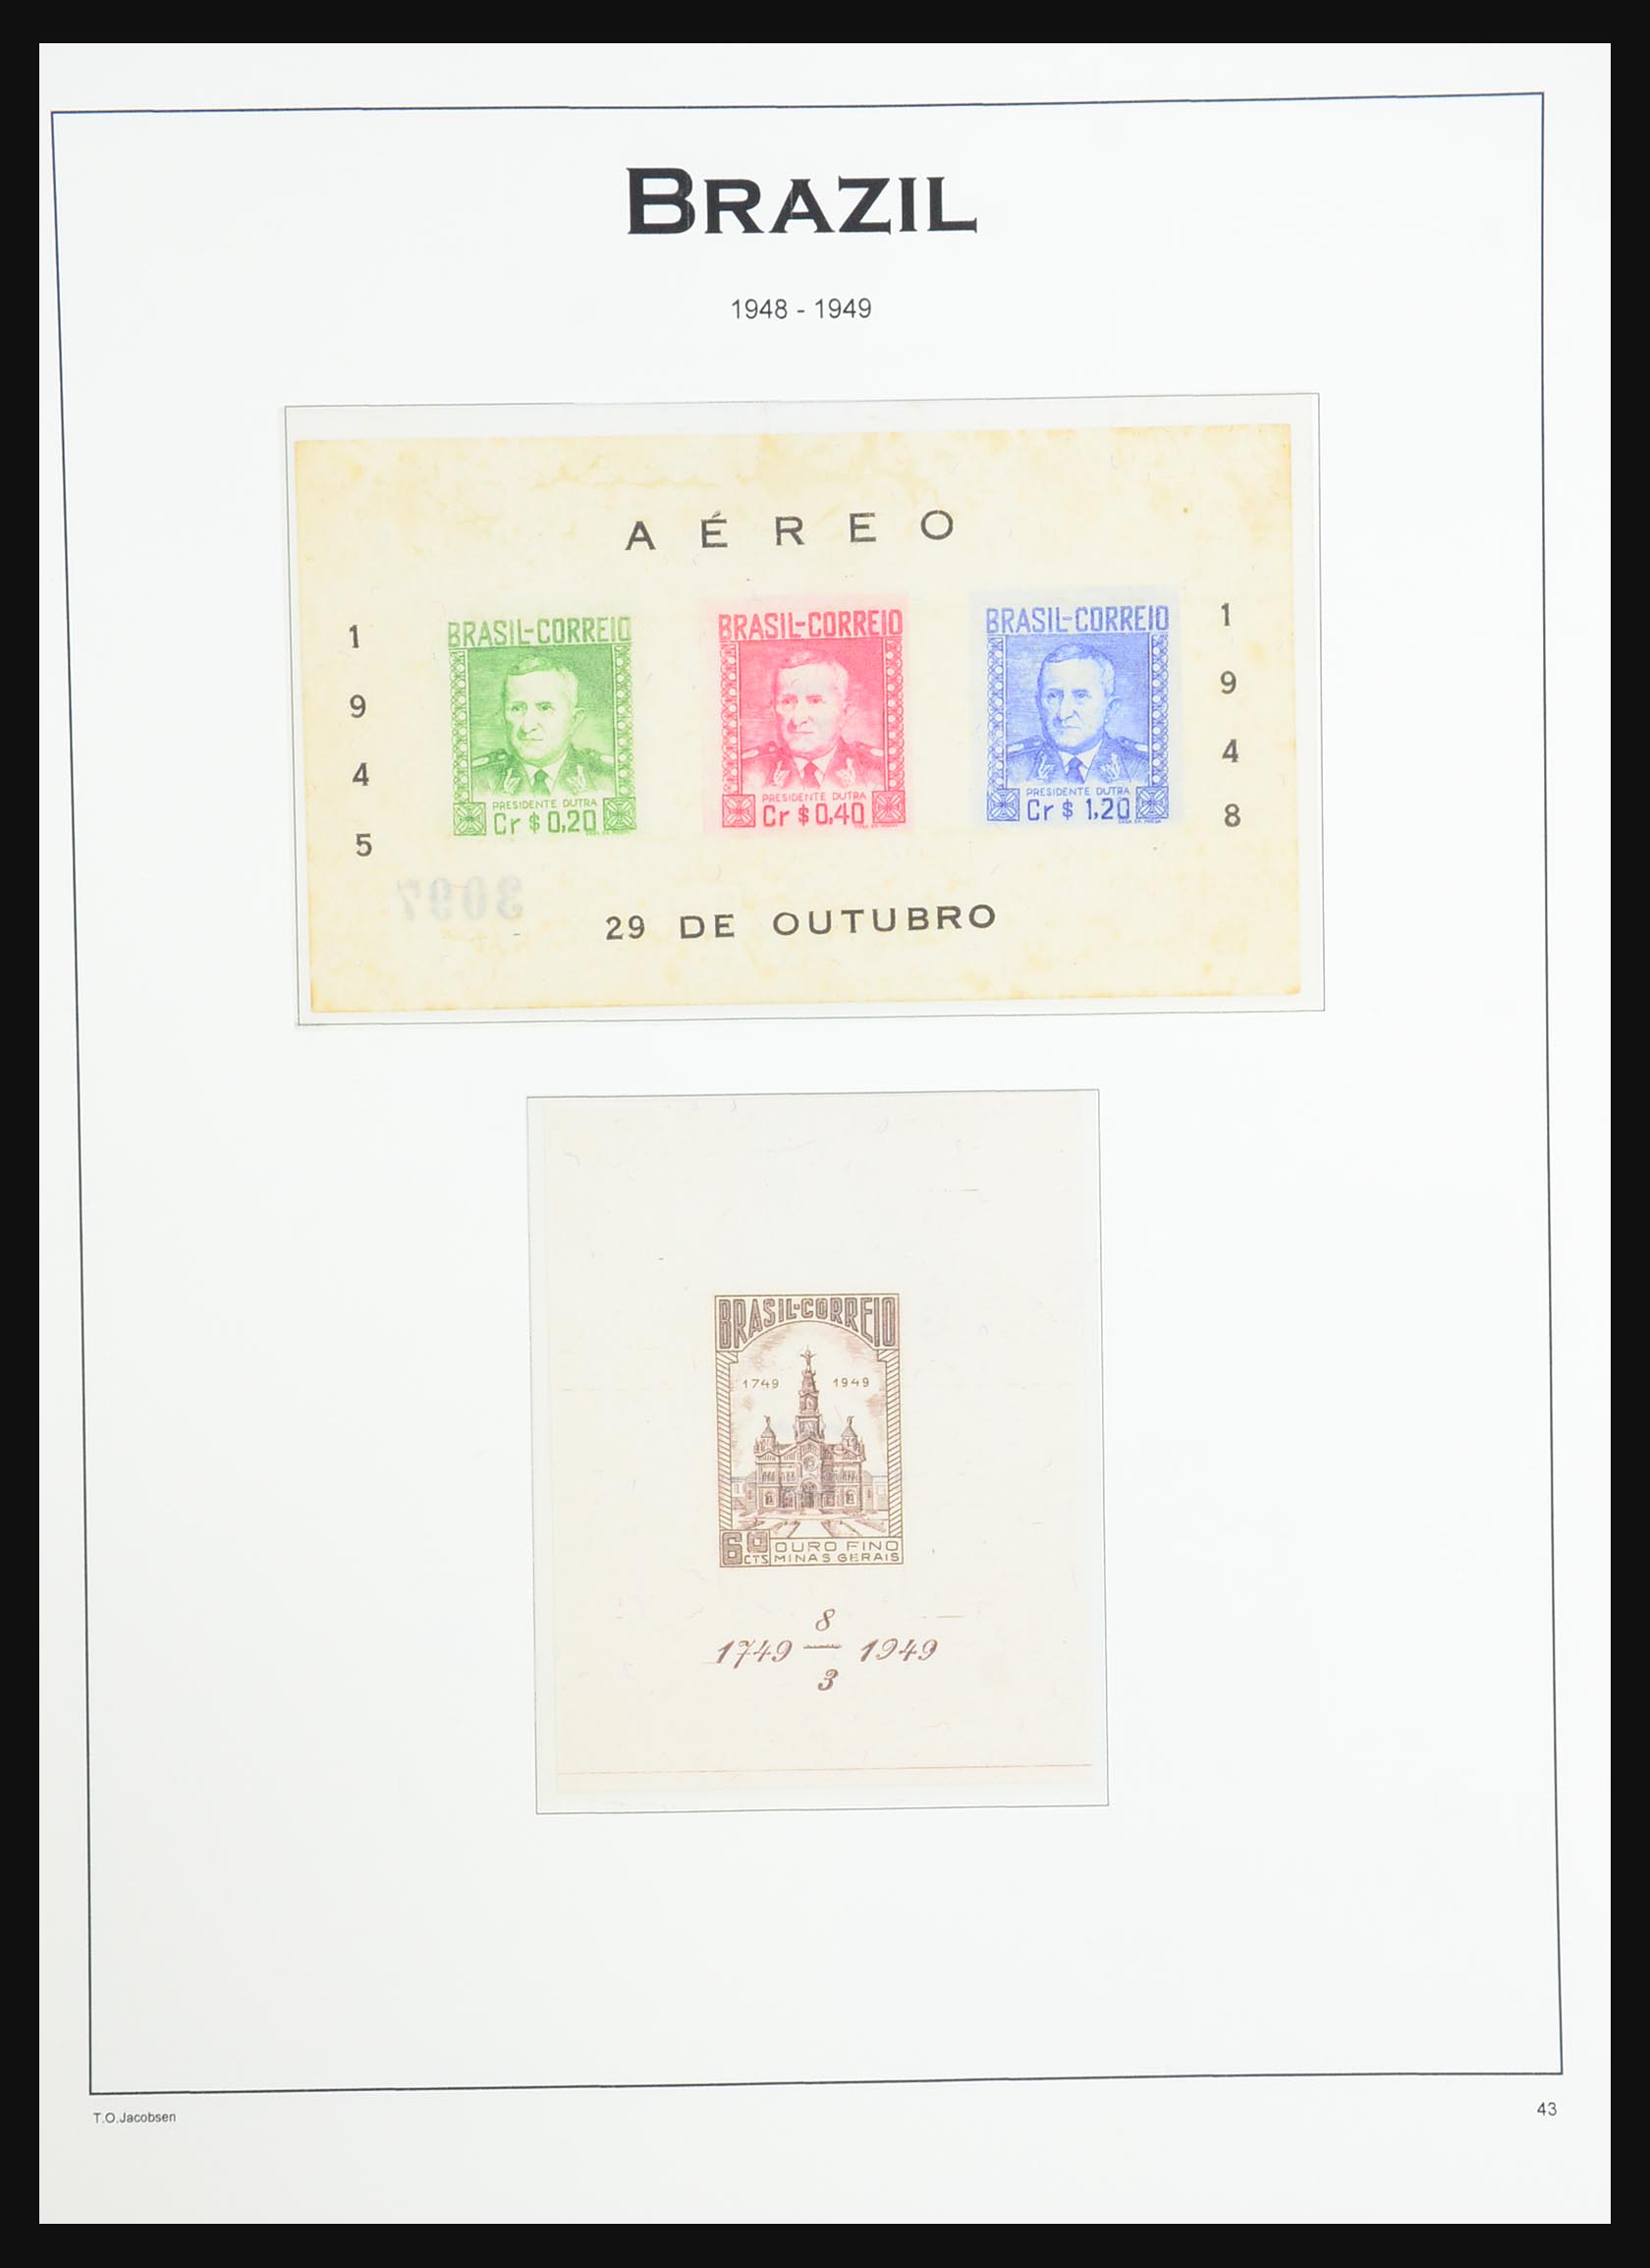 BRAZIL
1948 - 1949
AÉREO
1
9
4
5
BRASIL-CORREIO
PRESIDENTE DUTRA
Cr $ 0,20
BRASIL-CORREIO
PRESIDENTE DUTRA
Cr $ 0,40
BRASIL-CORREIO
PRESIDENTE DUTRA
Cr $ 1,20
1
9
4
8
3097
29 DE OUTUBRO
BRASIL-CORREIO
1749 1949
60 CTS
OURO FINO
MINAS GERAIS
8
1749 — 1949
3
T.O.Jacobsen
43